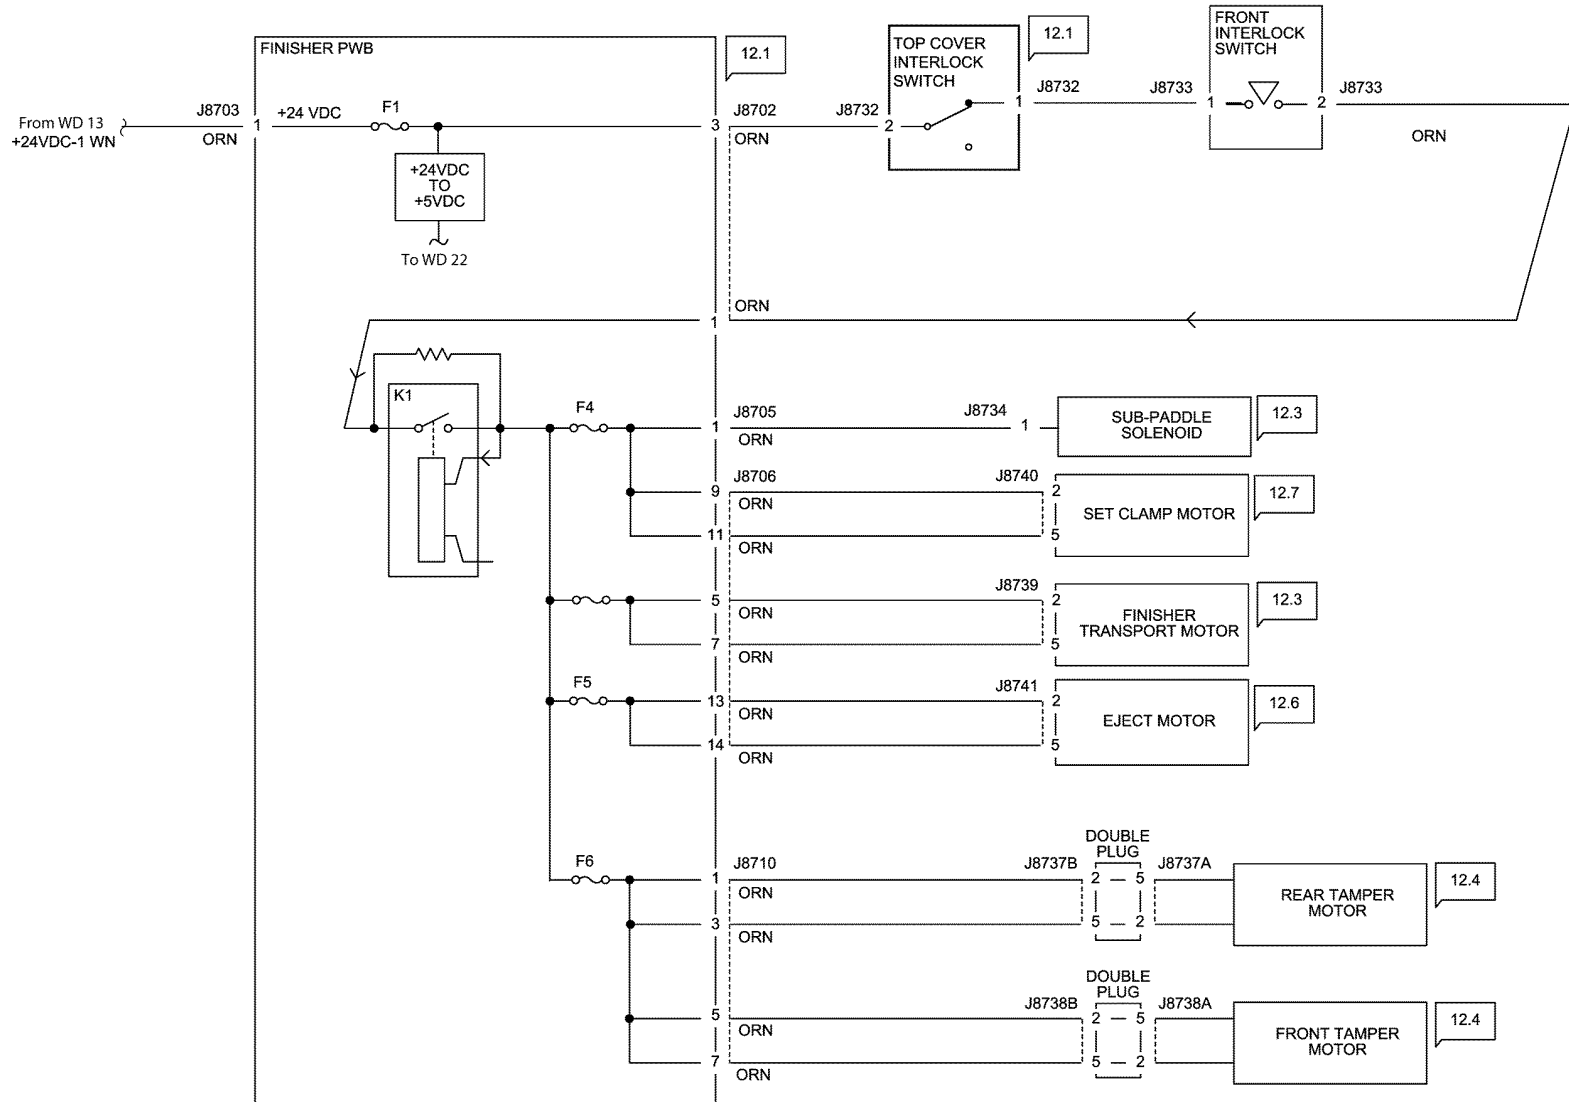 FINISHER PWB
12.1
TOP COVER
INTERLOCK
SWITCH
12.1
FRONT
INTERLOCK
SWITCH
From WD 13
+24VDC-1 WN
J8703
ORN
1
+24 VDC
F1
3
J8702
ORN
J8732
2
1
J8732
J8733
1
2
J8733
ORN
+24VDC
TO
+5VDC
To WD 22
ORN
1
K1
F4
1
J8705
ORN
J8734
1
SUB-PADDLE
SOLENOID
12.3
9
J8706
ORN
J8740
2
SET CLAMP MOTOR
12.7
11
ORN
5
5
ORN
J8739
2
FINISHER
TRANSPORT MOTOR
12.3
7
ORN
5
F5
13
ORN
J8741
2
EJECT MOTOR
12.6
14
ORN
5
F6
1
J8710
ORN
J8737B
DOUBLE
PLUG
2
5
J8737A
REAR TAMPER
MOTOR
12.4
3
ORN
5
2
5
ORN
J8738B
DOUBLE
PLUG
2
5
J8738A
FRONT TAMPER
MOTOR
12.4
7
ORN
5
2